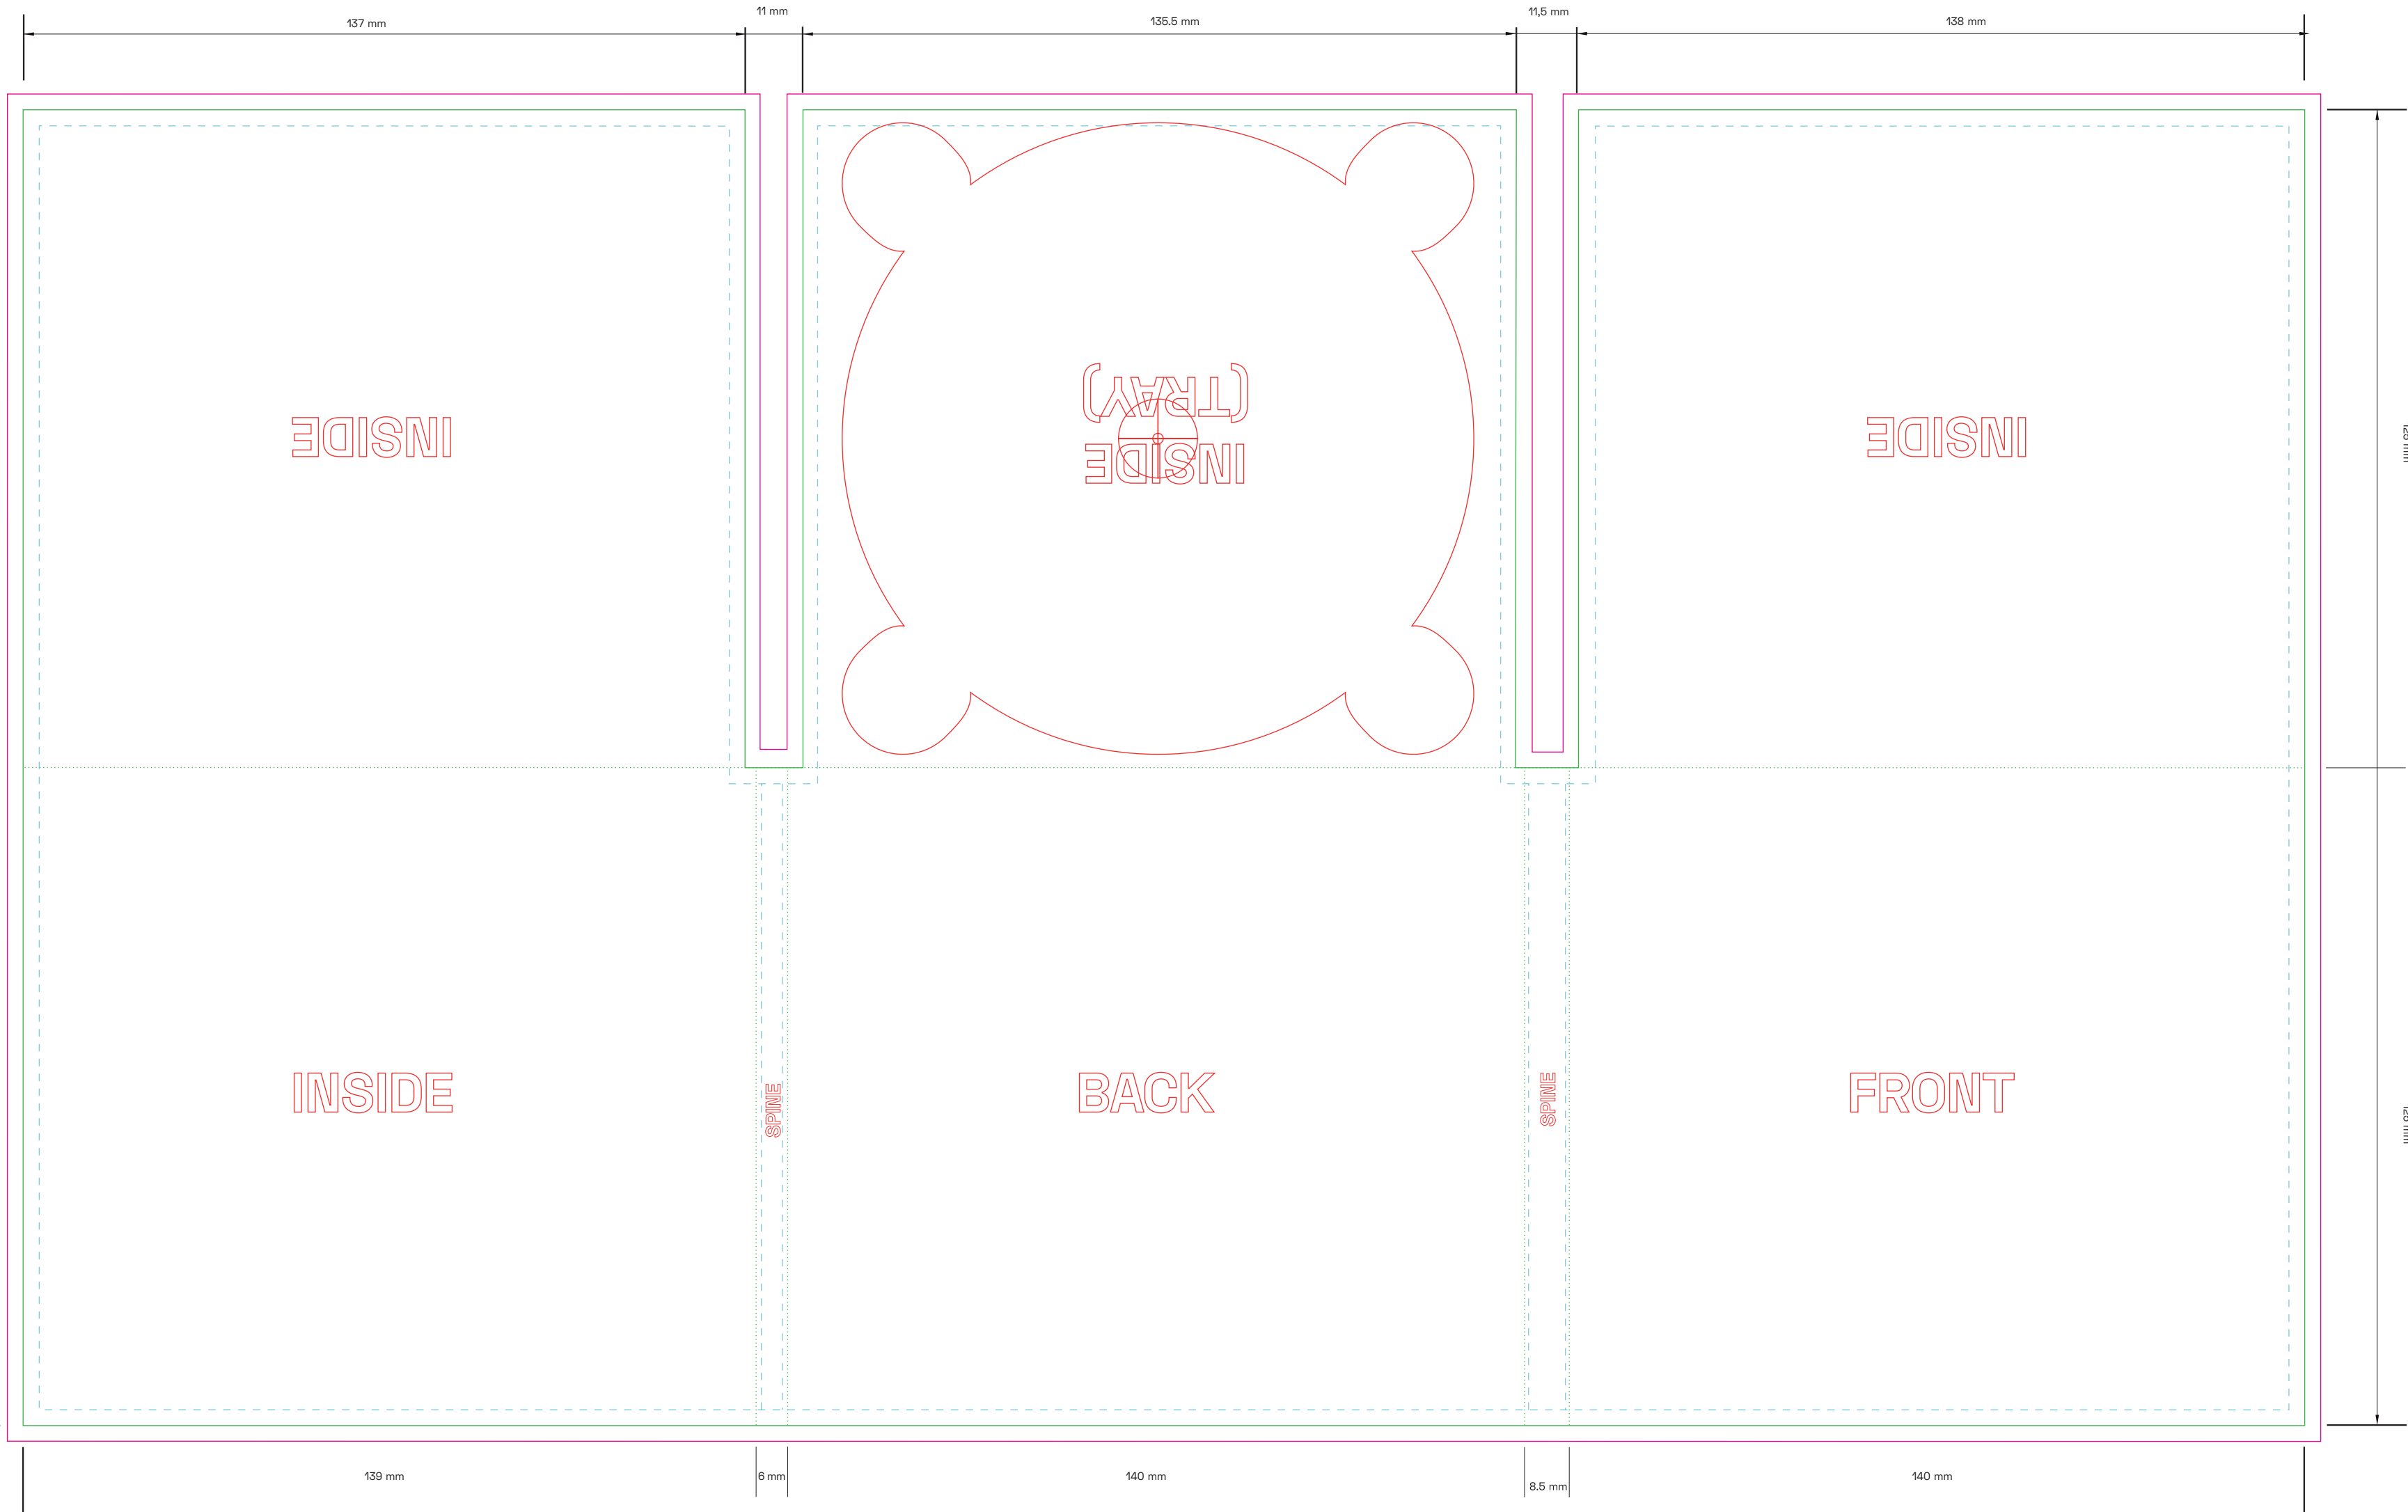 137 mm
11 mm
135.5 mm
11,5 mm
138 mm
INSIDE
(TRAY)
INSIDE
INSIDE
INSIDE
SPINE
BACK
SPINE
FRONT
139 mm
6 mm
140 mm
8.5 mm
140 mm